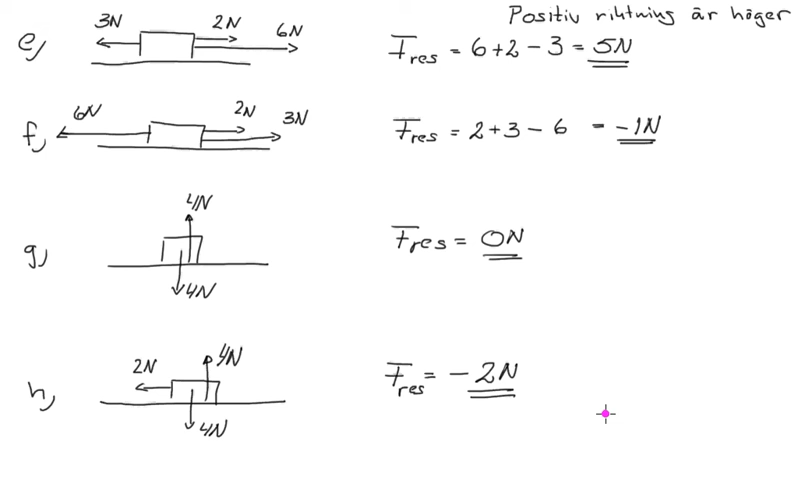 Positiv riktning är höger
e) 3N 2N 6N Fres = 6+2-3 = 5N
f) 6N 2N 3N Fres = 2+3-6 = -1N
g) 4N 4N Fres = 0N
h) 2N 4N 4N Fres = -2N